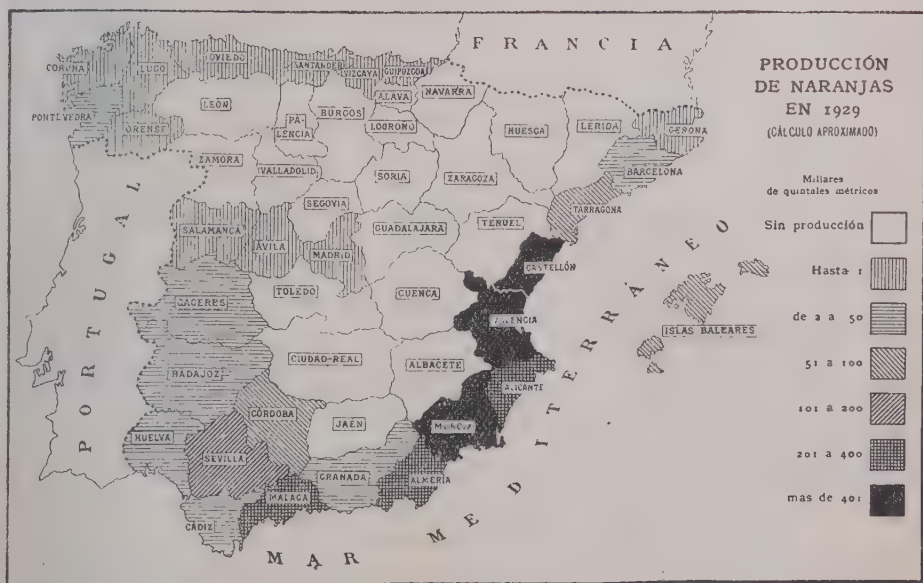 FRANCIA
PRODUCCIÓN
DE NARANJAS
EN 1929
(CÁLCULO APROXIMADO)
Millares
de quintales métricos
Sin producción
Hasta 1
de 2 a 50
51 a 100
101 a 200
201 a 400
mas de 401
CORUÑA
LUGO
OVIEDO
SANTANDER
VIZCAYA
GUIPUZCOA
ALAVA
NAVARRA
PONTEVEDRA
ORENSE
LEÓN
PALENCIA
BURGOS
LOGROÑO
HUESCA
LERIDA
GERONA
BARCELONA
ZAMORA
VALLADOLID
SORIA
ZARAGOZA
TARRAGONA
SEGOVIA
SALAMANCA
AVILA
MADRID
GUADALAJARA
TERUEL
CASTELLÓN
CACERES
TOLEDO
CUENCA
VALENCIA
ISLAS BALEARES
BADAJOZ
CIUDAD-REAL
ALBACETE
ALICANTE
HUELVA
CÓRDOBA
JAÉN
MURCIA
SEVILLA
GRANADA
ALMERÍA
MALAGA
CADIZ
PORTUGAL
MAR MEDITERRÁNEO